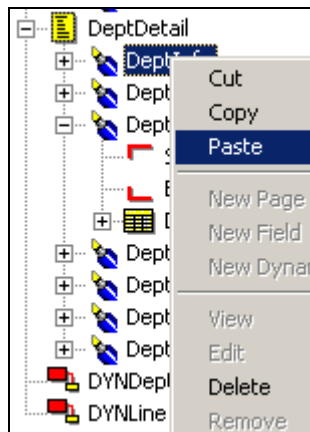 DeptDetail
DeptInfo
Cut
Dept
Copy
Dept
Paste
New Page
New Field
Dept
New Dynar
Dept
Dept
View
Dept
Edit
DYNDept
Delete
DYNLine
Remove